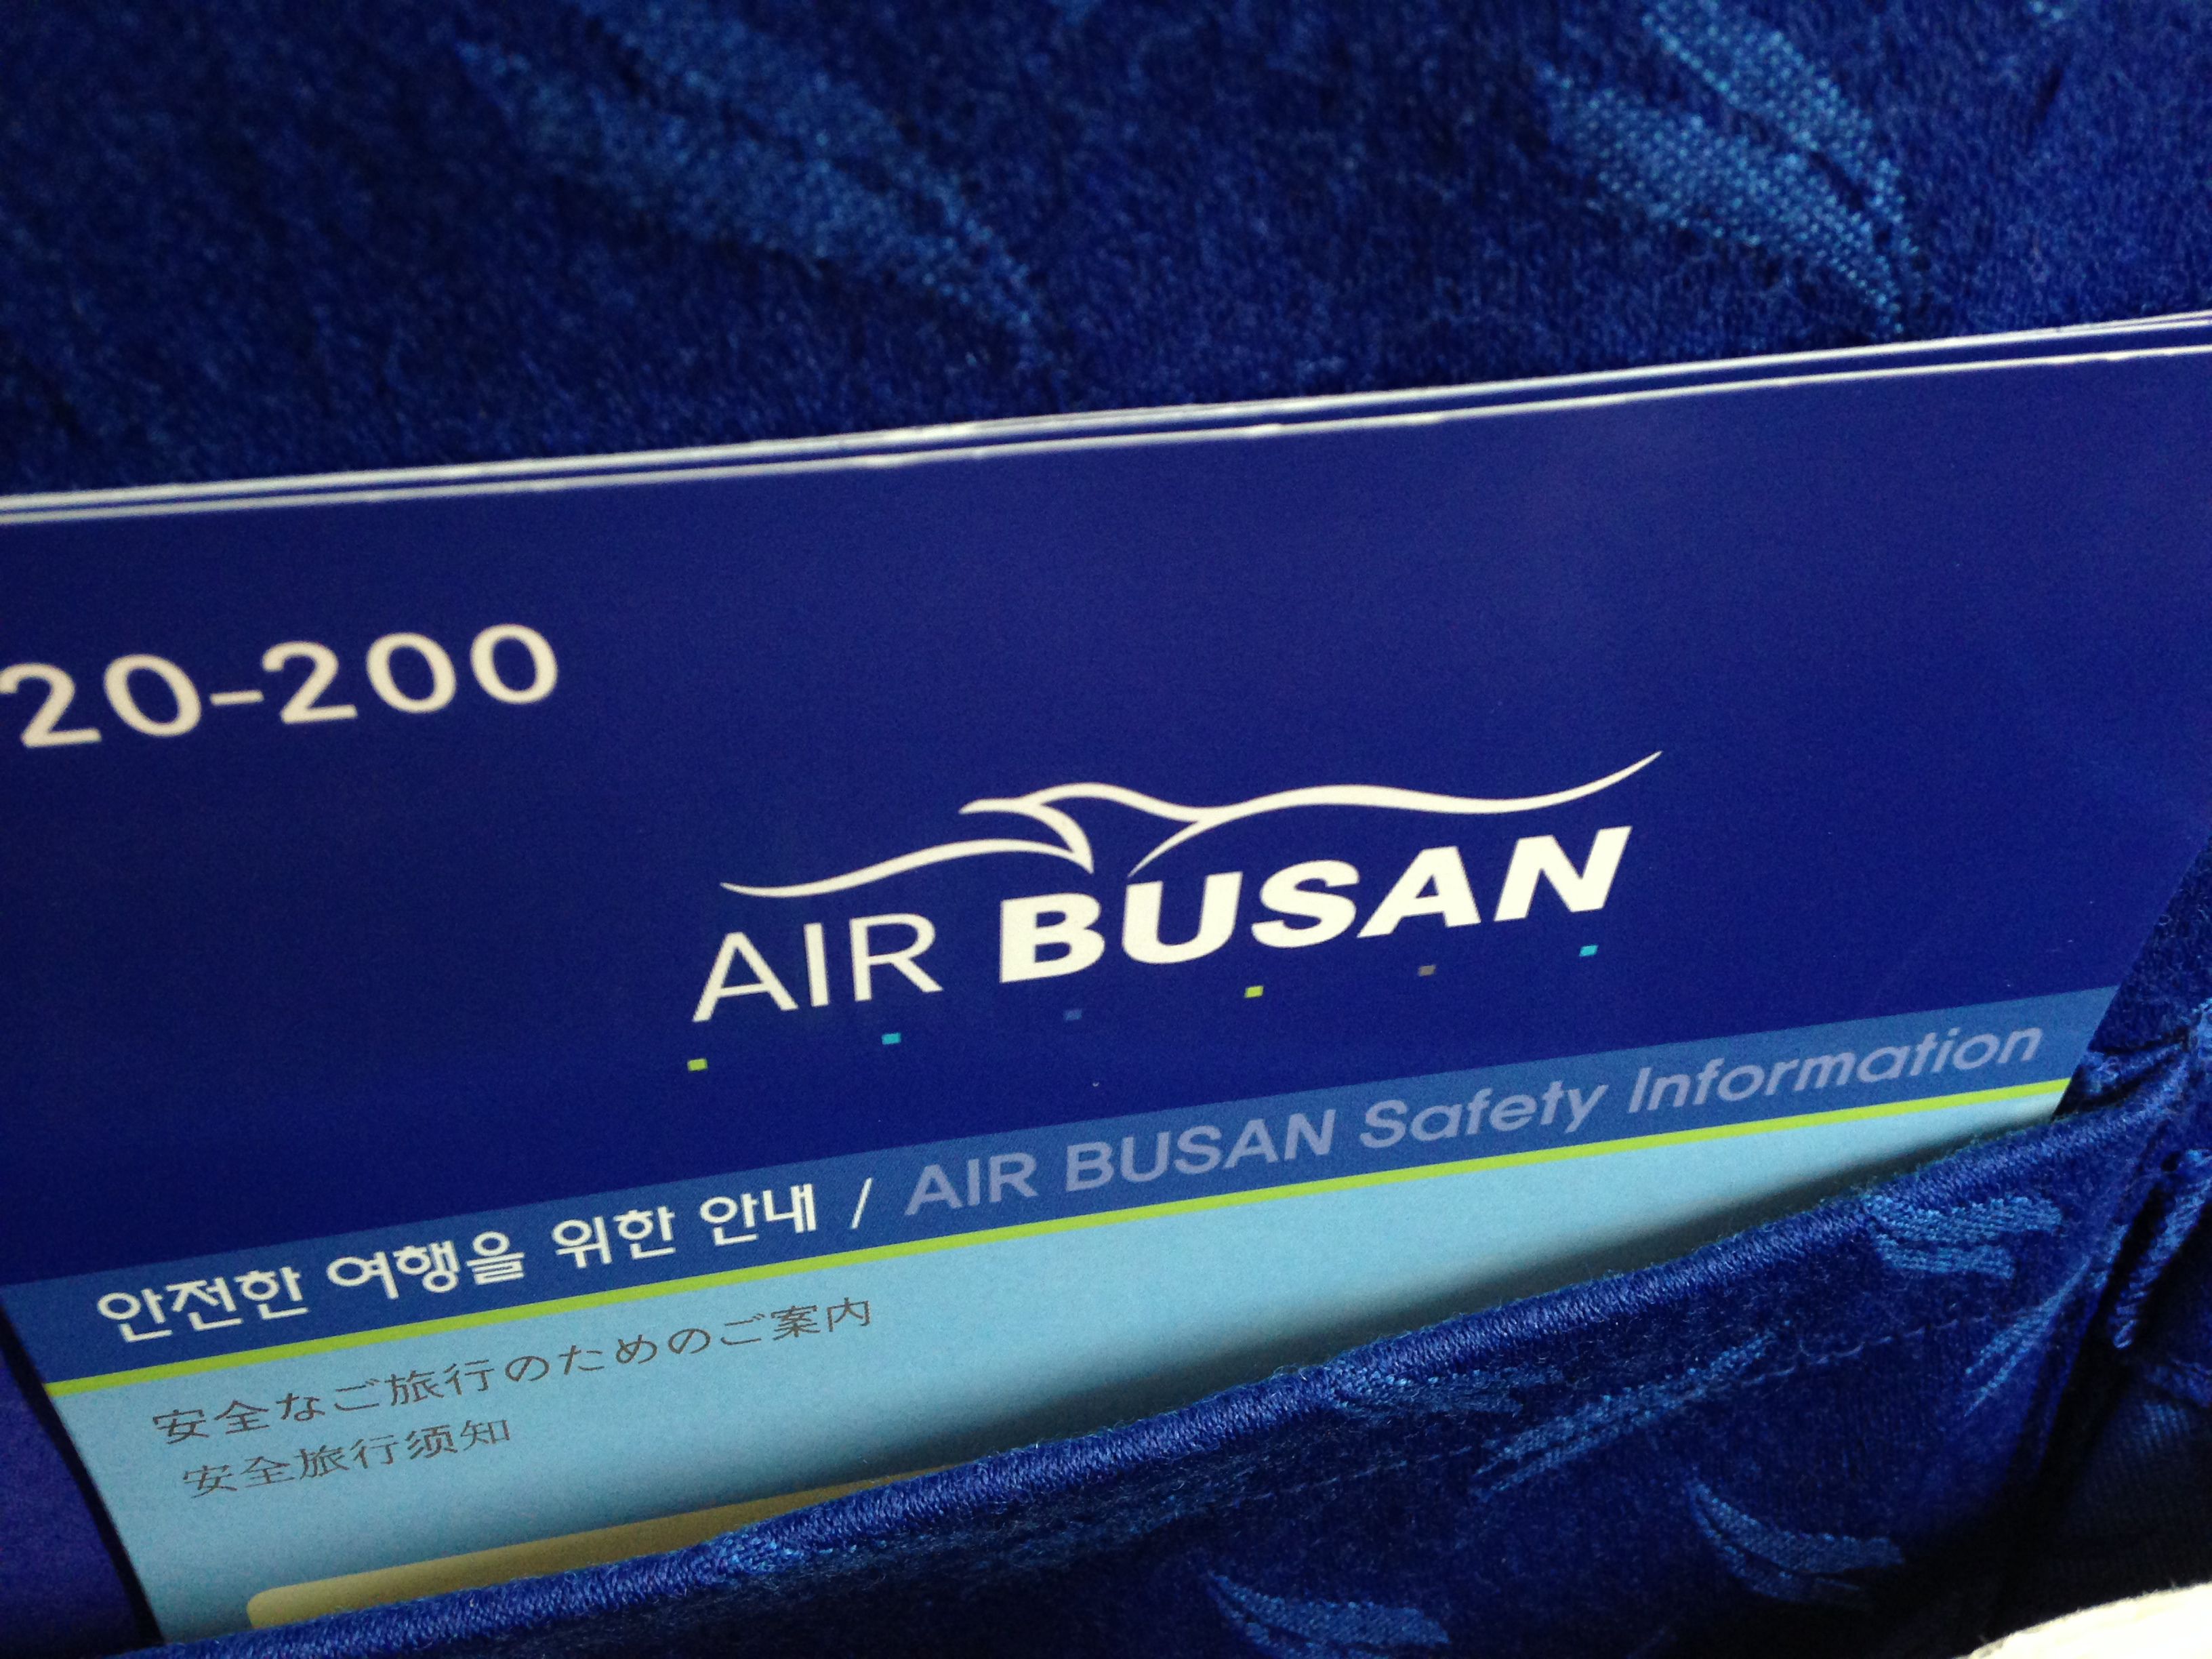 20-200
AIR BUSAN
안전한 여행을 위한 안내 / AIR BUSAN Safety Information
安全なご旅行のためのご案内
安全旅行须知